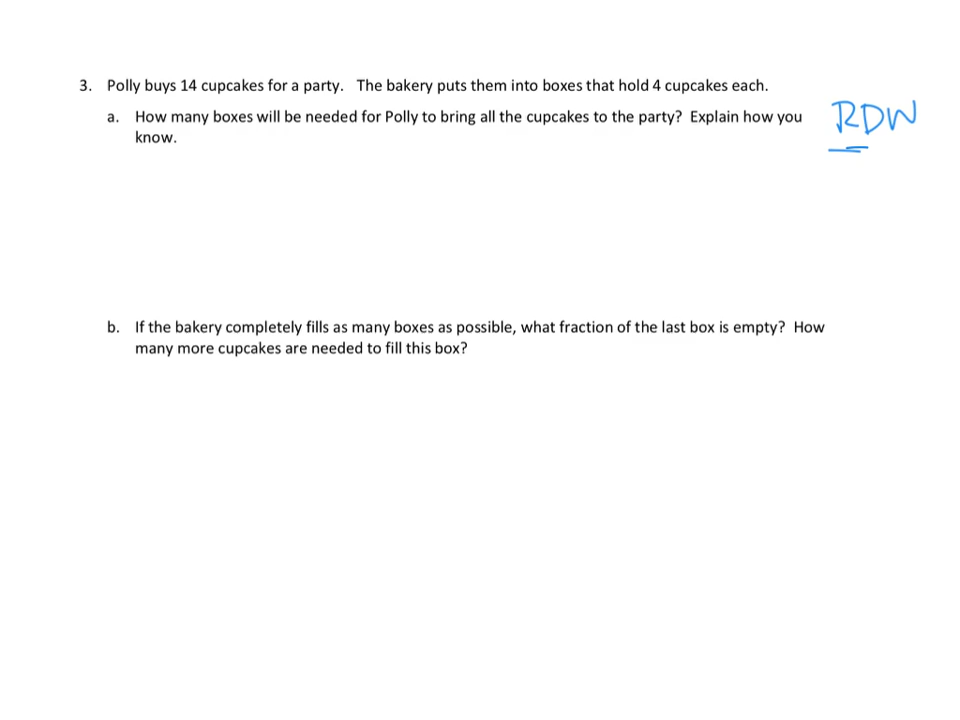 3. Polly buys 14 cupcakes for a party. The bakery puts them into boxes that hold 4 cupcakes each.
a. How many boxes will be needed for Polly to bring all the cupcakes to the party? Explain how you
know.
RDW
b. If the bakery completely fills as many boxes as possible, what fraction of the last box is empty? How
many more cupcakes are needed to fill this box?